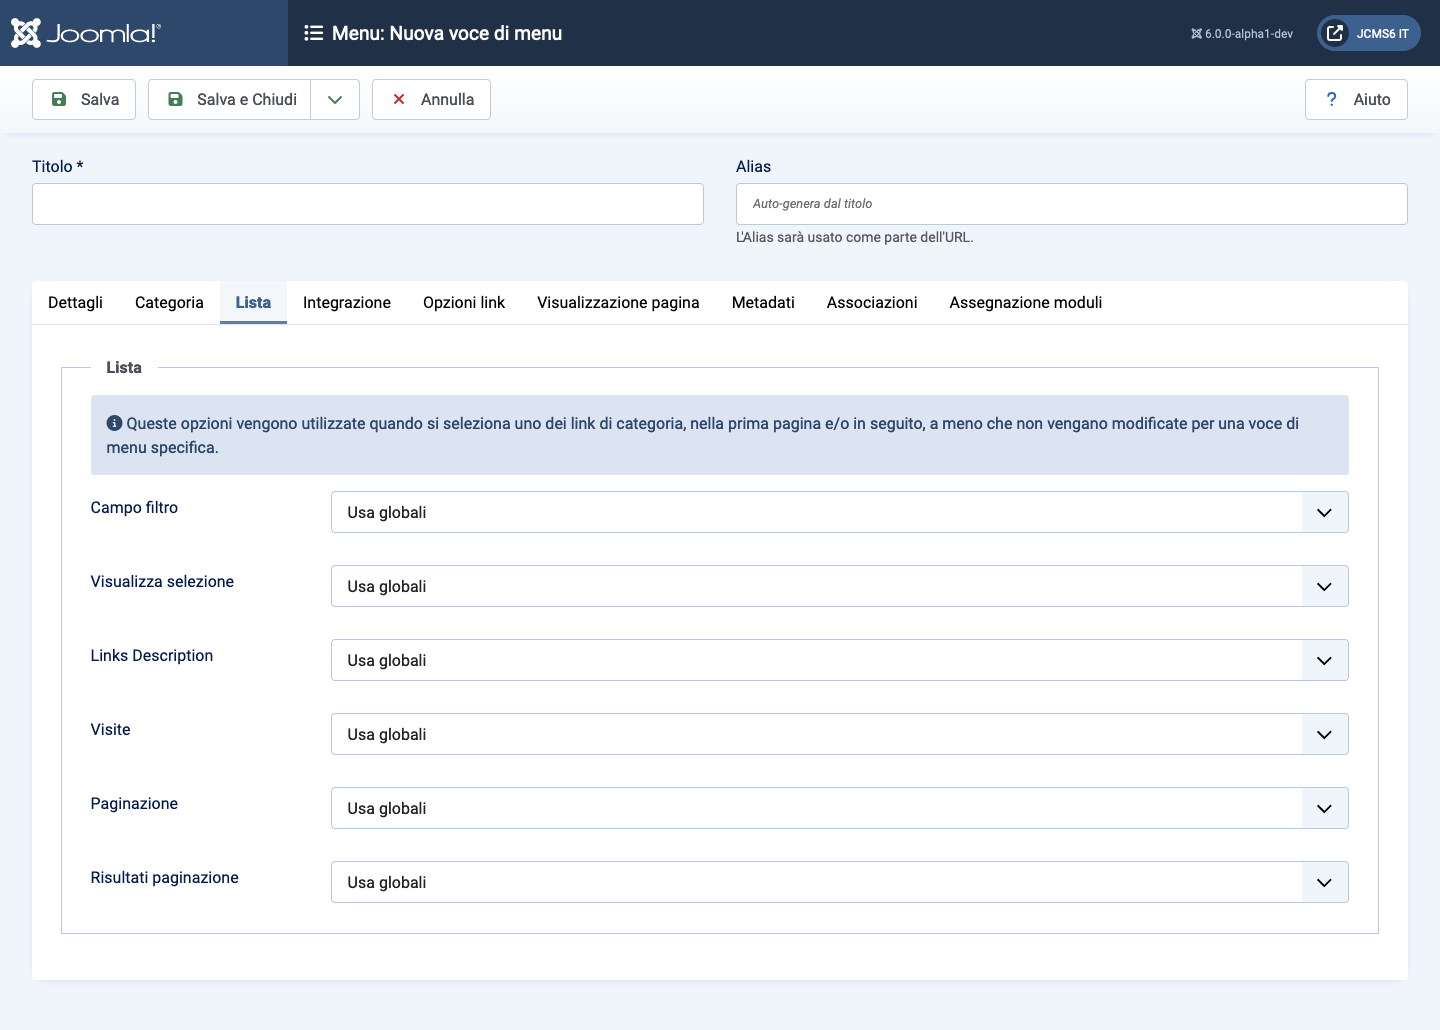 Joomla!®
Menu: Nuova voce di menu
6.0.0-alpha1-dev
JCMS6 IT
Salva
Salva e Chiudi
Annulla
? Aiuto
Titolo *
Alias
Auto-genera dal titolo
L'Alias sarà usato come parte dell'URL.
Dettagli Categoria Lista Integrazione Opzioni link Visualizzazione pagina Metadati Associazioni Assegnazione moduli
Lista
Queste opzioni vengono utilizzate quando si seleziona uno dei link di categoria, nella prima pagina e/o in seguito, a meno che non vengano modificate per una voce di
menu specifica.
Campo filtro
Usa globali
Visualizza selezione
Usa globali
Links Description
Usa globali
Visite
Usa globali
Paginazione
Usa globali
Risultati paginazione
Usa globali